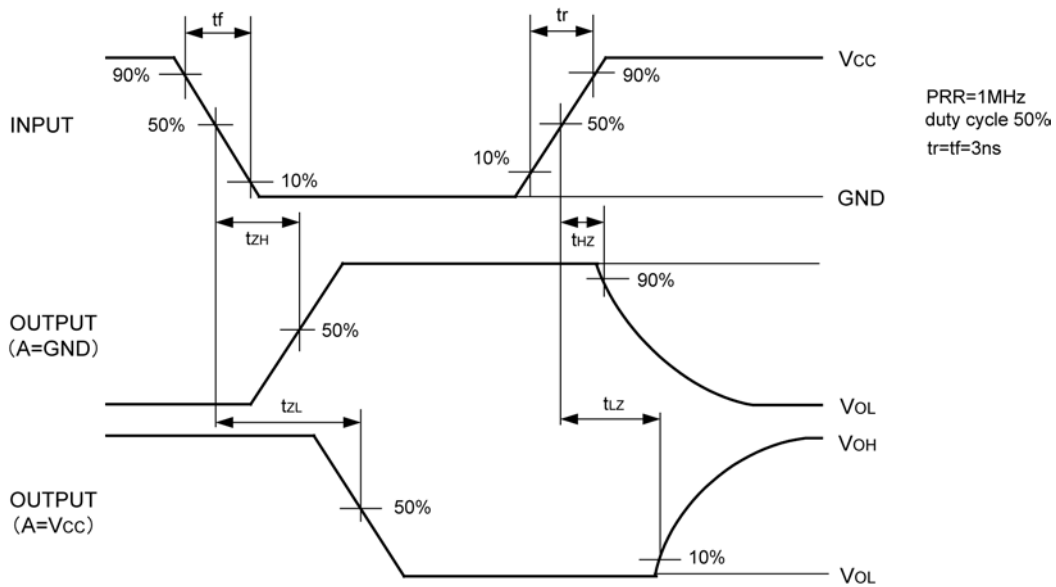 tf
tr
90%
90%
VCC
INPUT
50%
50%
10%
10%
GND
PRR=1MHz
duty cycle 50%
tr=tf=3ns
tZH
tHZ
90%
OUTPUT
(A=GND)
50%
tZL
tLZ
VOL
VOH
OUTPUT
(A=VCC)
50%
10%
VOL